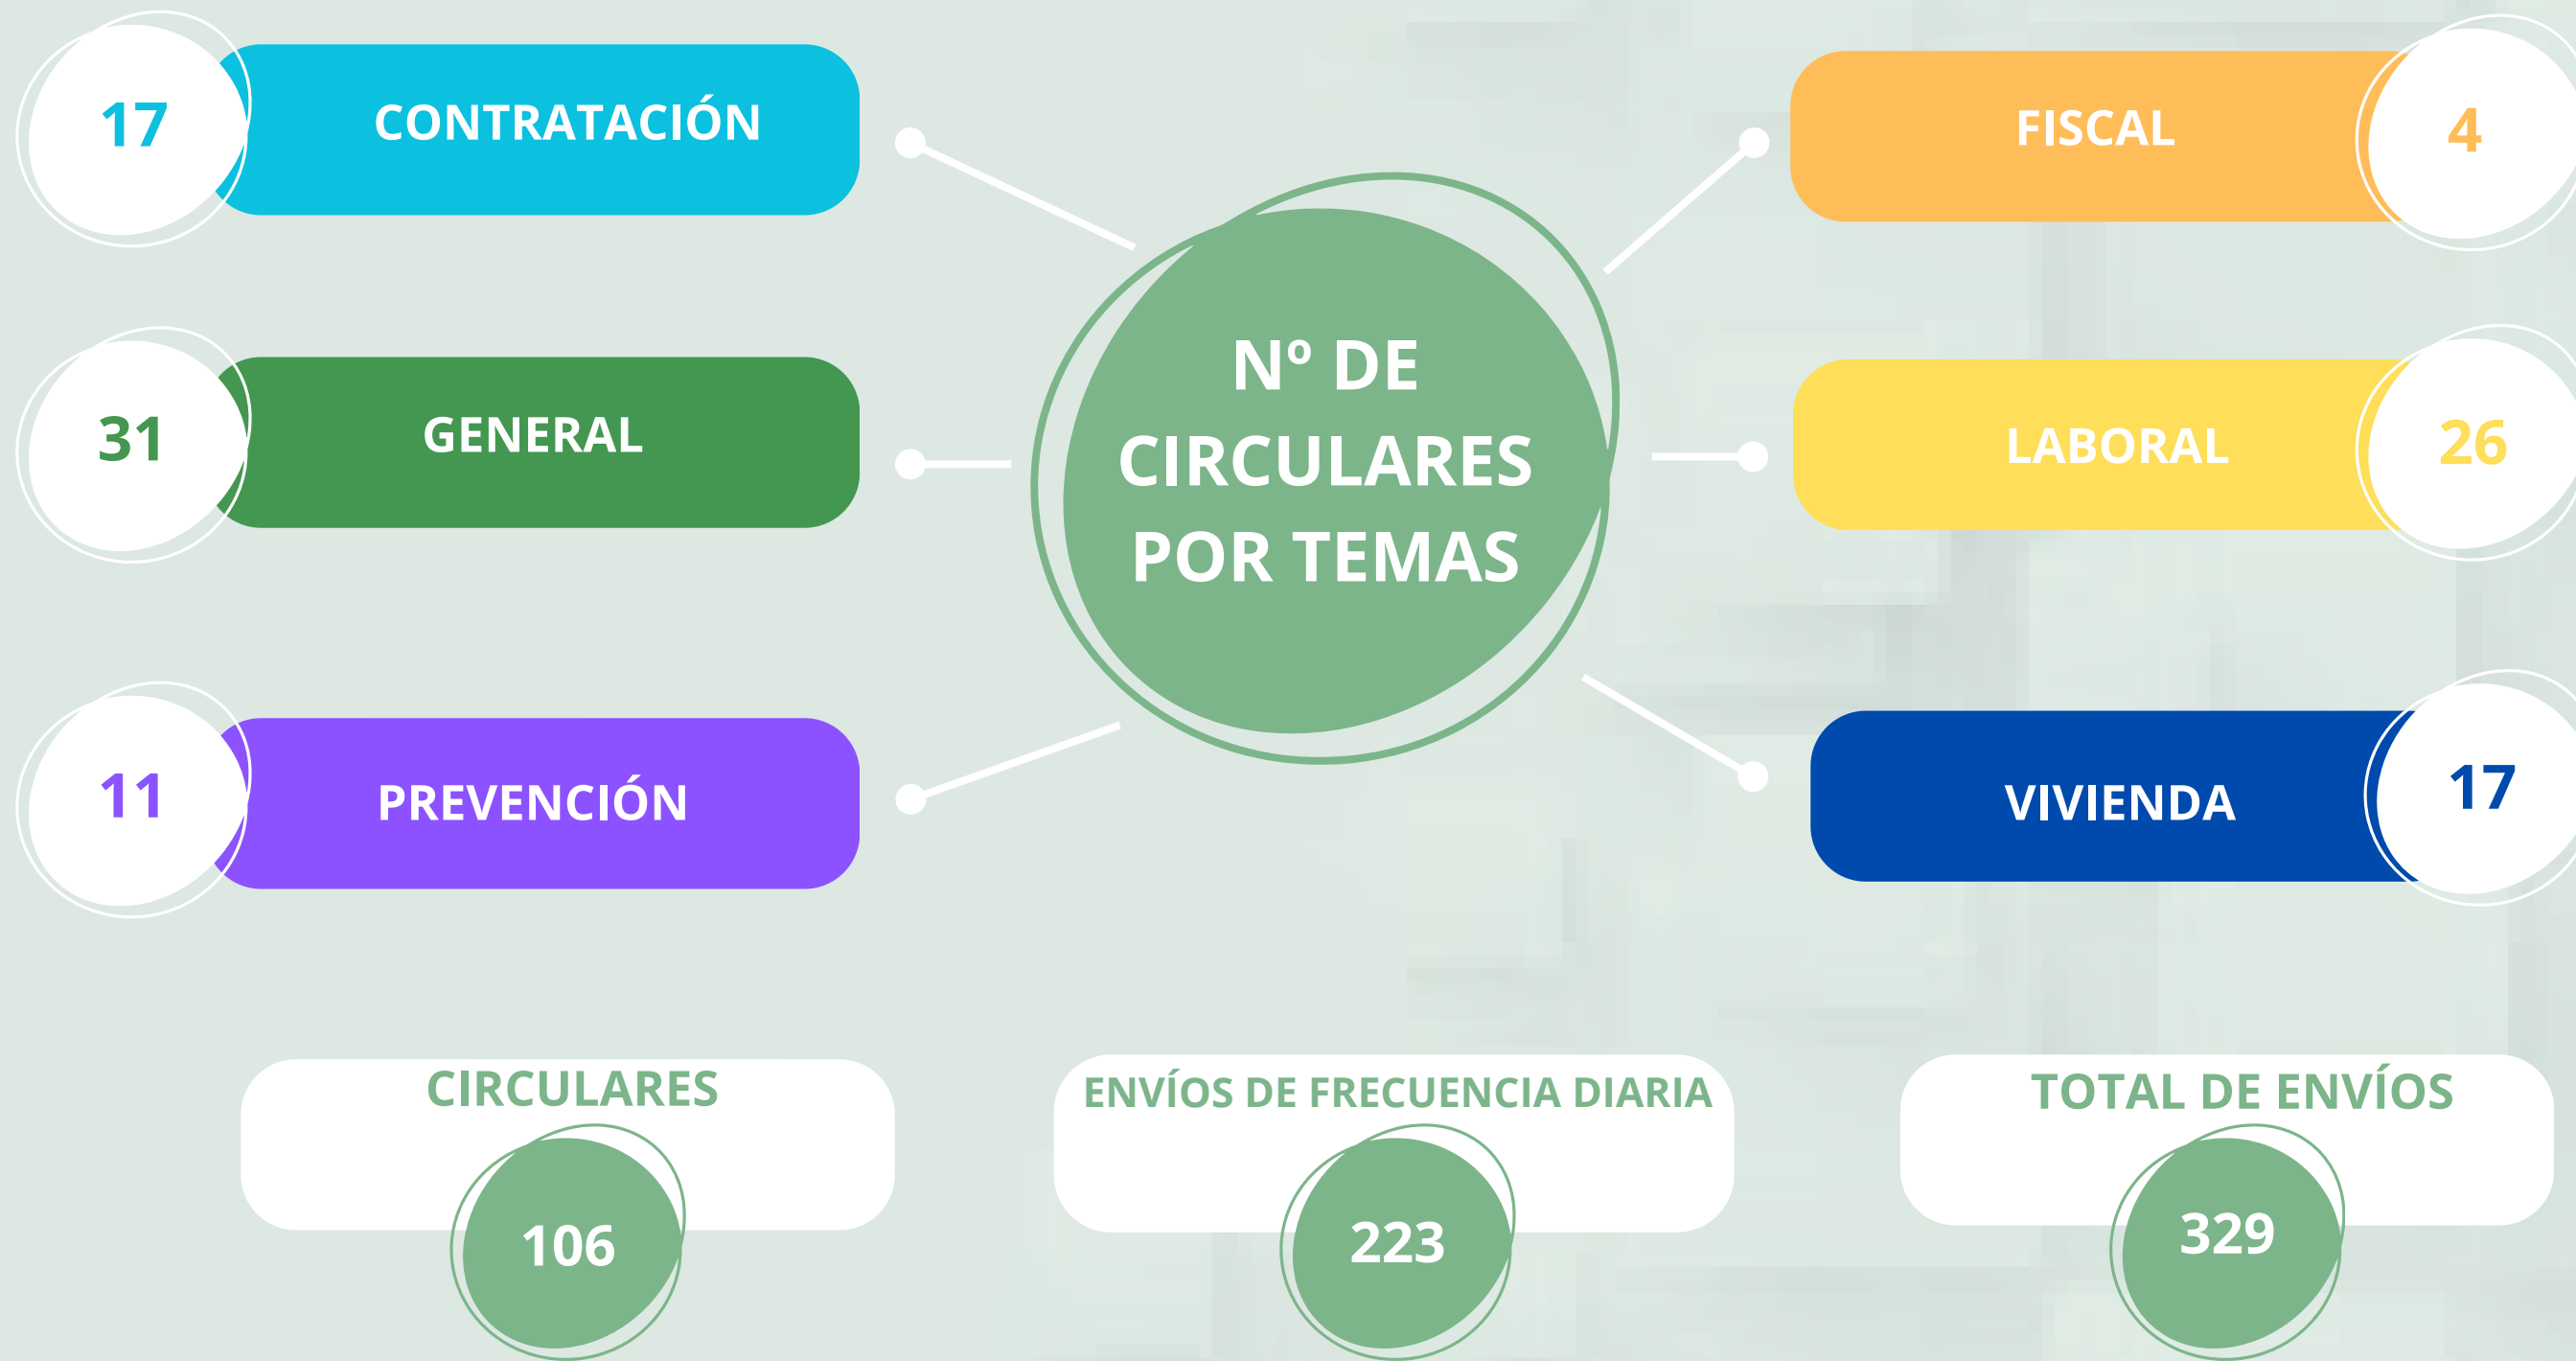 17
CONTRATACIÓN
31
GENERAL
11
PREVENCIÓN
Nº DE
CIRCULARES
POR TEMAS
FISCAL
4
LABORAL
26
VIVIENDA
17
CIRCULARES
106
ENVÍOS DE FRECUENCIA DIARIA
223
TOTAL DE ENVÍOS
329